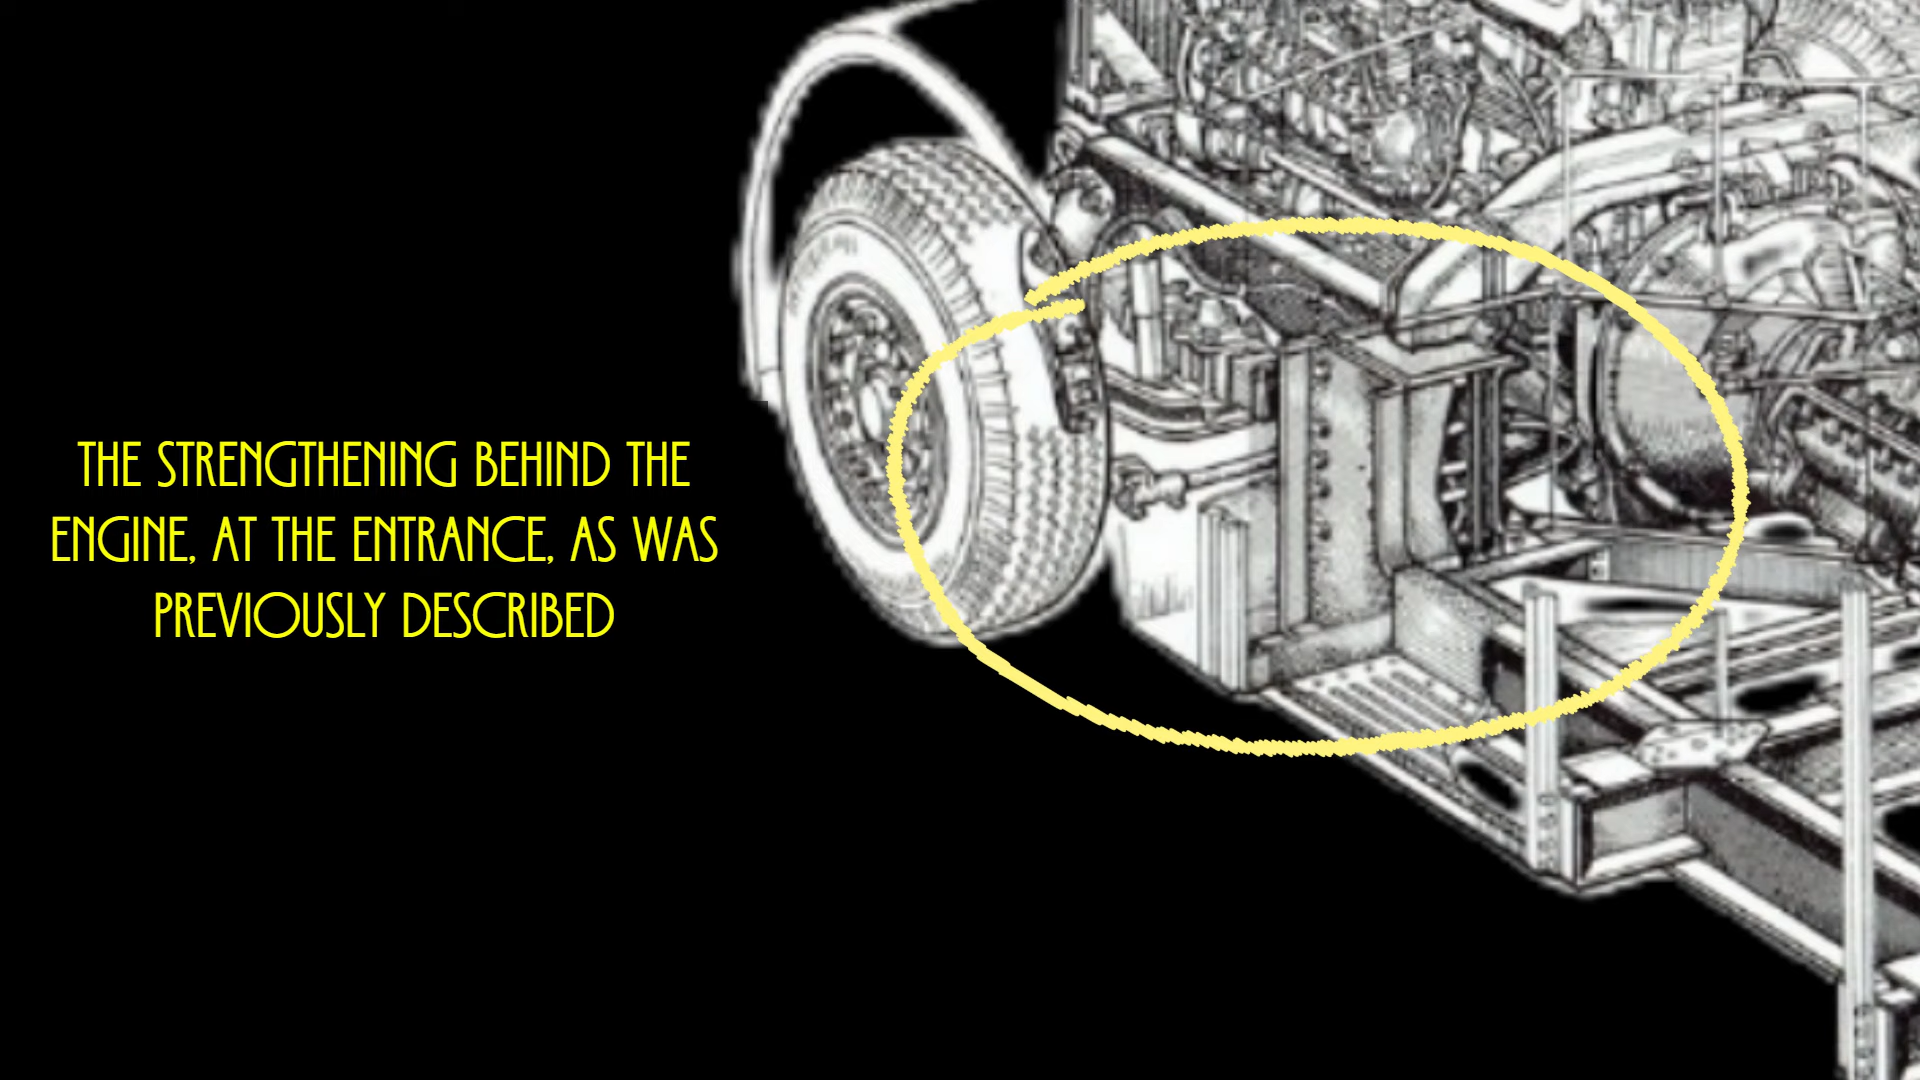 THE STRENGTHENING BEHIND THE
ENGINE, AT THE ENTRANCE, AS WAS
PREVIOUSLY DESCRIBED